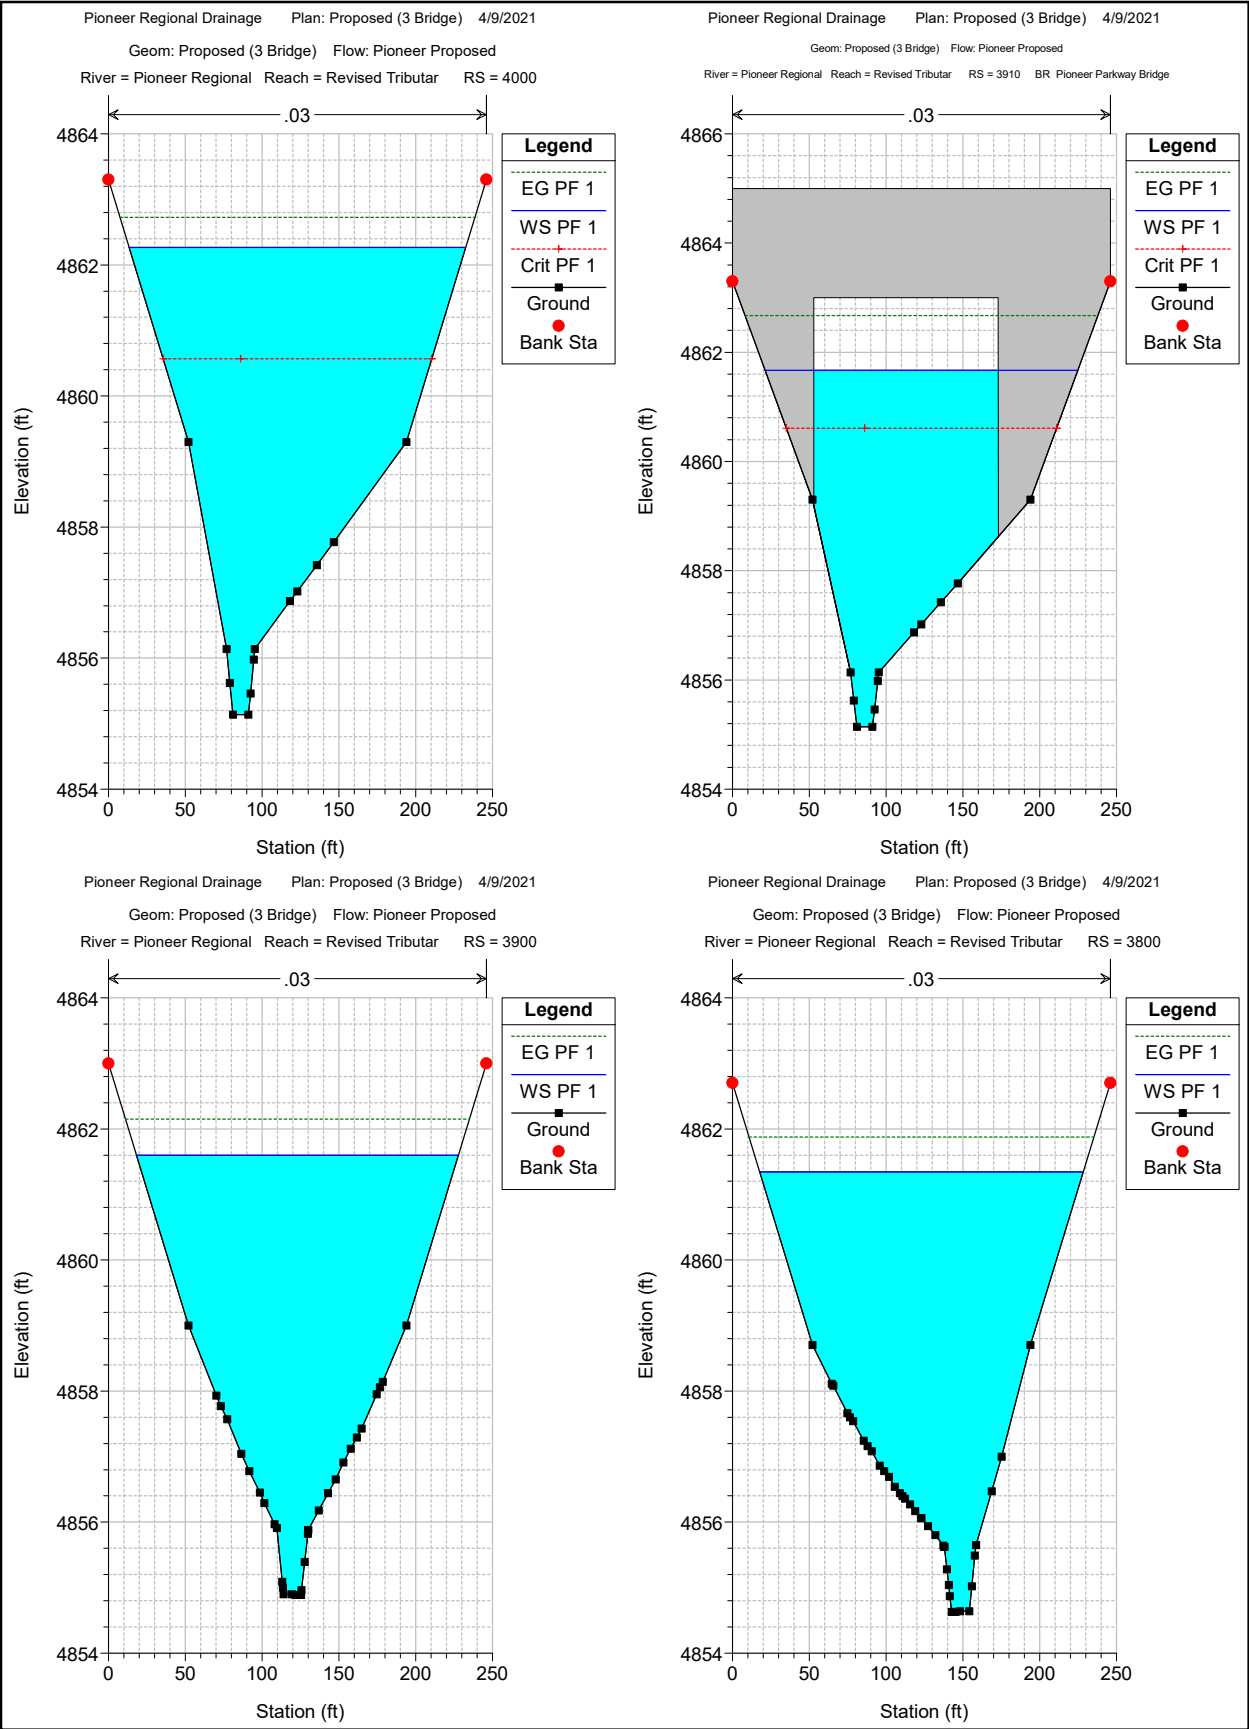 Pioneer Regional Drainage Plan: Proposed (3 Bridge) 4/9/2021
Geom: Proposed (3 Bridge) Flow: Pioneer Proposed
River = Pioneer Regional Reach = Revised Tributar RS = 4000
.03
4864
4862
4860
4858
4856
4854
Elevation (ft)
0 50 100 150 200 250
Station (ft)
Legend
EG PF 1
WS PF 1
Crit PF 1
Ground
Bank Sta
Pioneer Regional Drainage Plan: Proposed (3 Bridge) 4/9/2021
Geom: Proposed (3 Bridge) Flow: Pioneer Proposed
River = Pioneer Regional Reach = Revised Tributar RS = 3910 BR Pioneer Parkway Bridge
.03
4866
4864
4862
4860
4858
4856
4854
Elevation (ft)
0 50 100 150 200 250
Station (ft)
Legend
EG PF 1
WS PF 1
Crit PF 1
Ground
Bank Sta
Pioneer Regional Drainage Plan: Proposed (3 Bridge) 4/9/2021
Geom: Proposed (3 Bridge) Flow: Pioneer Proposed
River = Pioneer Regional Reach = Revised Tributar RS = 3900
.03
4864
4862
4860
4858
4856
4854
Elevation (ft)
0 50 100 150 200 250
Station (ft)
Legend
EG PF 1
WS PF 1
Ground
Bank Sta
Pioneer Regional Drainage Plan: Proposed (3 Bridge) 4/9/2021
Geom: Proposed (3 Bridge) Flow: Pioneer Proposed
River = Pioneer Regional Reach = Revised Tributar RS = 3800
.03
4864
4862
4860
4858
4856
4854
Elevation (ft)
0 50 100 150 200 250
Station (ft)
Legend
EG PF 1
WS PF 1
Ground
Bank Sta